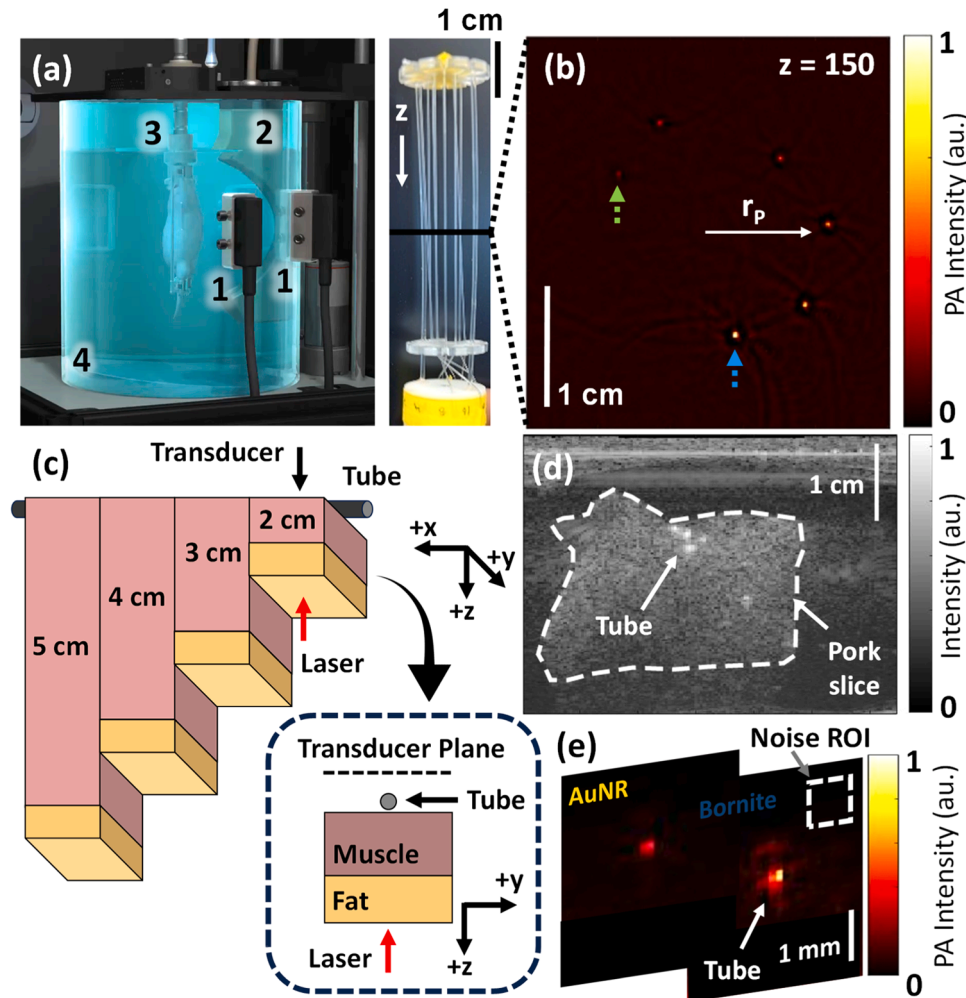 (a)
1 cm
3
2
1
1
4
z
(b)
z = 150
r_P
1 cm
1
PA Intensity (au.)
0
(c)
Transducer
Tube
2 cm
3 cm
4 cm
5 cm
Laser
+x
+y
+z
Transducer Plane
Tube
Muscle
Fat
Laser
+y
+z
(d)
1 cm
Tube
Pork
slice
1
Intensity (au.)
0
(e)
Noise ROI
AuNR
Bornite
Tube
1 mm
1
PA Intensity (au.)
0